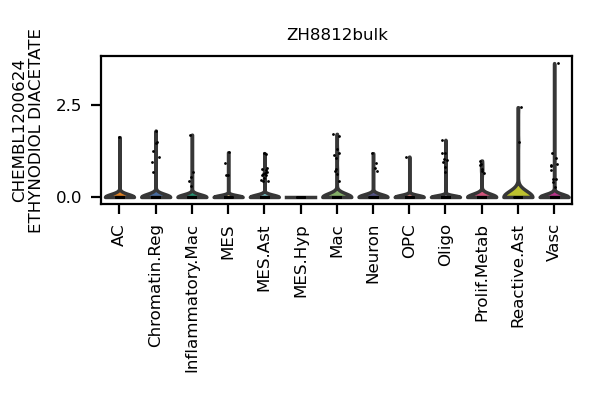 ZH8812bulk
CHEMBL1200624
ETHYNODIOL DIACETATE
2.5
0.0
AC
Chromatin.Reg
Inflammatory.Mac
MES
MES.Ast
MES.Hyp
Mac
Neuron
OPC
Oligo
Prolif.Metab
Reactive.Ast
Vasc